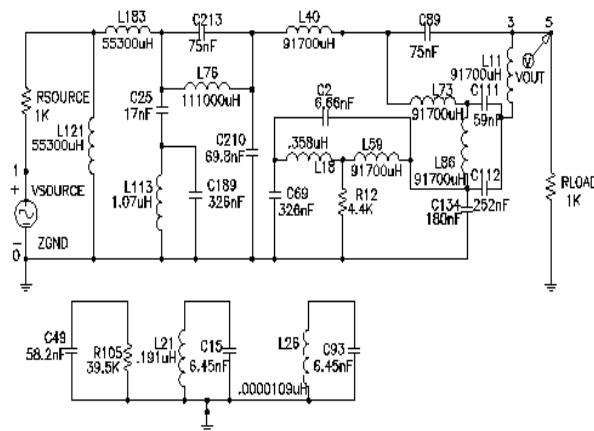 L183
55300uH
C213
75nF
L40
91700uH
C89
75nF
3
5
L11
91700uH
V
VOUT
RSOURCE
1K
L121
55300uH
C25
17nF
L76
111000uH
C2
6.66nF
L73
91700uH
C111
59nF
C210
69.8nF
.358uH
L18
L59
91700uH
L86
91700uH
C112
252nF
1
+
VSOURCE
L113
1.07uH
C189
326nF
C69
326nF
R12
4.4K
C134
180nF
RLOAD
1K
ZGND
0
C49
58.2nF
R105
39.5K
L21
.191uH
C15
6.45nF
L26
.0000109uH
C93
6.45nF